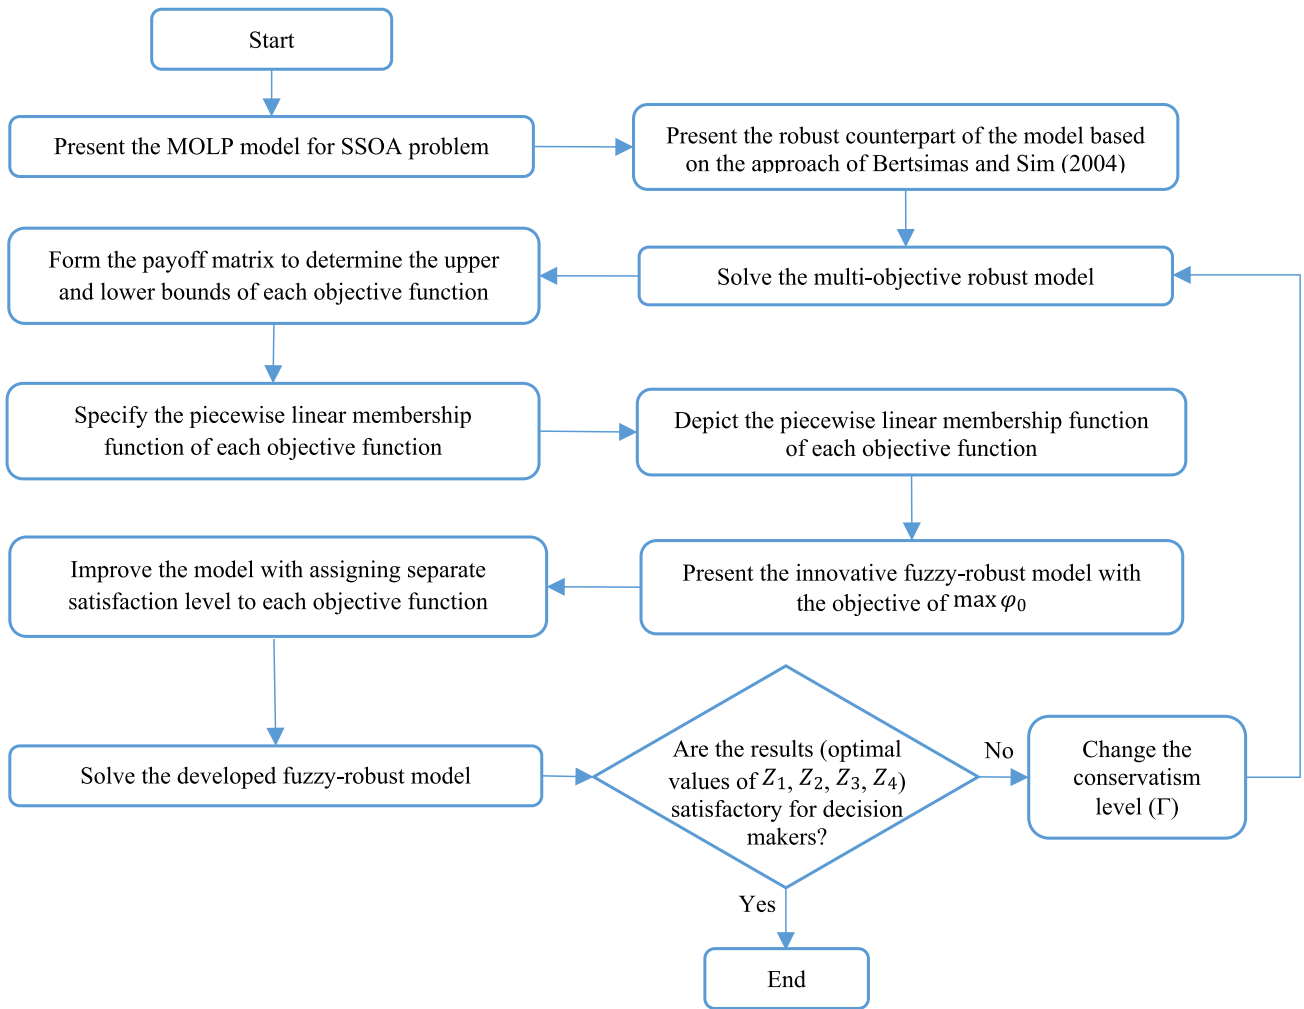 Start
Present the MOLP model for SSOA problem
Present the robust counterpart of the model based
on the approach of Bertsimas and Sim (2004)
Solve the multi-objective robust model
Form the payoff matrix to determine the upper
and lower bounds of each objective function
Specify the piecewise linear membership
function of each objective function
Depict the piecewise linear membership function
of each objective function
Present the innovative fuzzy-robust model with
the objective of max φ₀
Improve the model with assigning separate
satisfaction level to each objective function
Solve the developed fuzzy-robust model
Are the results (optimal
values of Z₁, Z₂, Z₃, Z₄)
satisfactory for decision
makers?
No
Change the
conservatism
level (Γ)
Yes
End